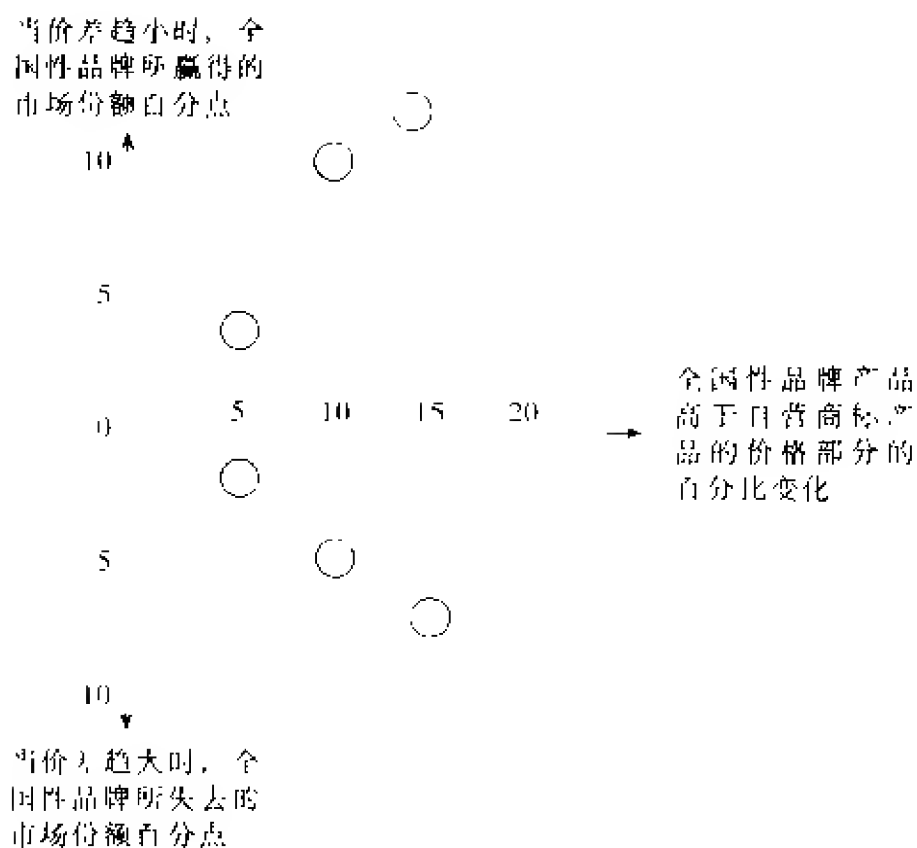 当价差趋小时，全
国性品牌所赢得的
市场份额百分点
10
5
0
5 10 15 20
全国性品牌产品
高于自营商标产
品的价格部分的
百分比变化
5
10
当价差趋大时，全
国性品牌所失去的
市场份额百分点